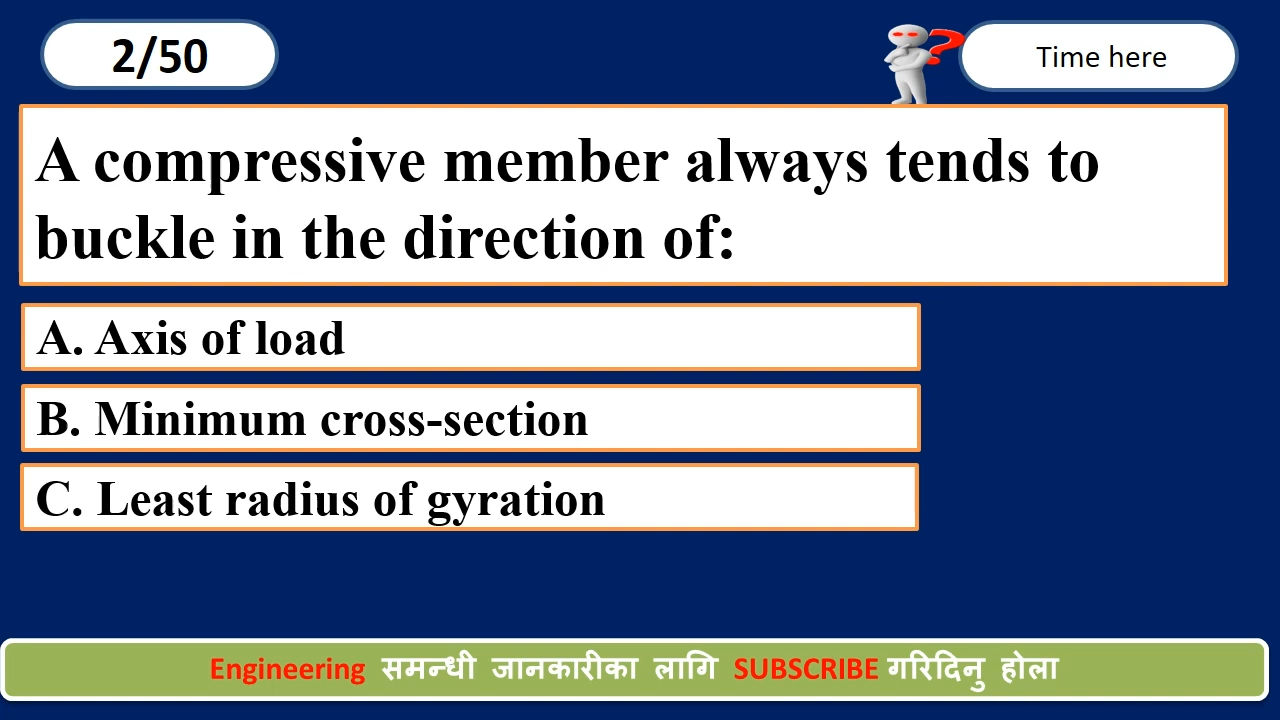 2/50
Time here
A compressive member always tends to
buckle in the direction of:
A. Axis of load
B. Minimum cross-section
C. Least radius of gyration
Engineering समन्धी जानकारीका लागि SUBSCRIBE गरिदिनु होला